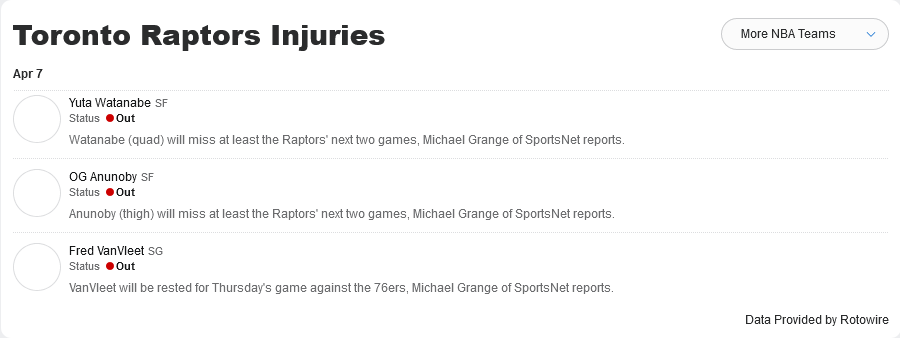 Toronto Raptors Injuries
More NBA Teams
Apr 7
Yuta Watanabe SF
Status Out
Watanabe (quad) will miss at least the Raptors' next two games, Michael Grange of SportsNet reports.
OG Anunoby SF
Status Out
Anunoby (thigh) will miss at least the Raptors' next two games, Michael Grange of SportsNet reports.
Fred VanVleet SG
Status Out
VanVleet will be rested for Thursday's game against the 76ers, Michael Grange of SportsNet reports.
Data Provided by Rotowire